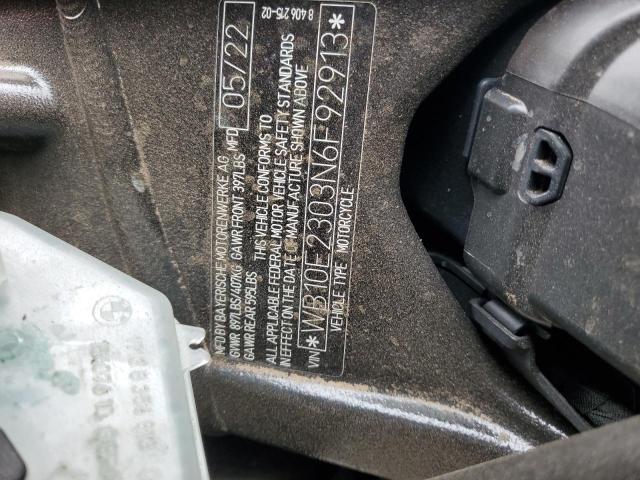 8 406 215-02
MFD BY BAYERISCHE MOTORENWERKE AG MFD 05/22
GVWR 897LBS/407KG GAWR FRONT 397LBS
GAWR REAR 595LBS
THIS VEHICLE CONFORMS TO
ALL APPLICABLE FEDERAL MOTOR VEHICLE SAFETY STANDARDS
IN EFFECT ON THE DATE OF MANUFACTURE SHOWN ABOVE
VIN *WB10E2303N6F92913*
VEHICLE TYPE: MOTORCYCLE